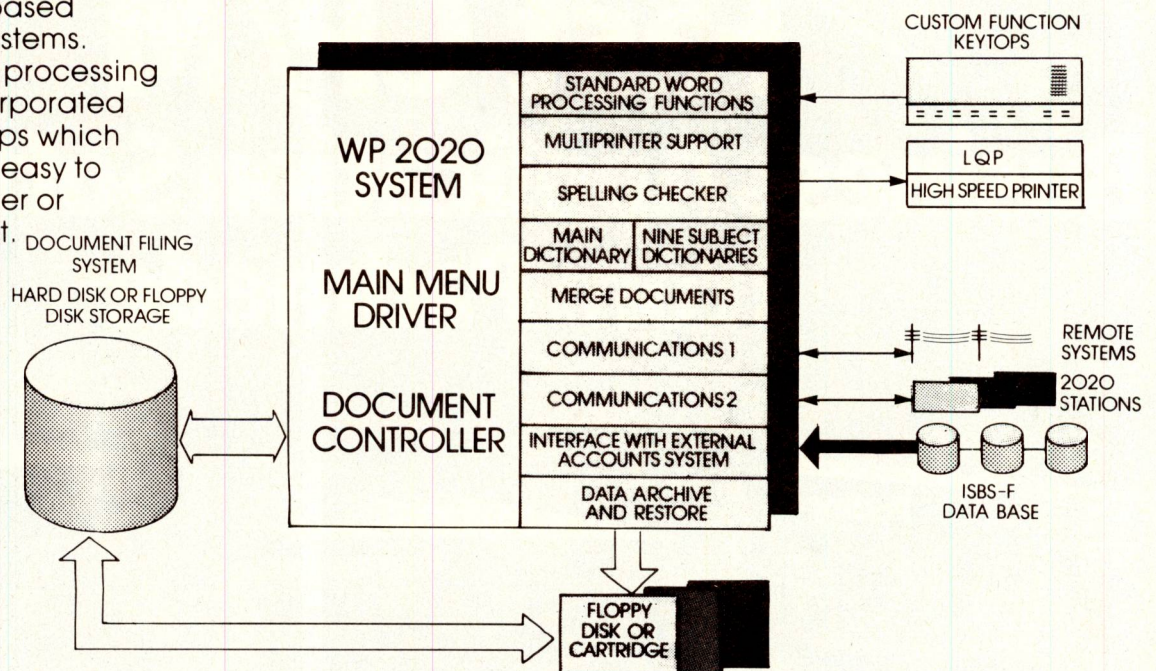 based
stems.
processing
orporated
ps which
easy to
er or
t.
DOCUMENT FILING
SYSTEM
HARD DISK OR FLOPPY
DISK STORAGE
WP 2020
SYSTEM
MAIN MENU
DRIVER
DOCUMENT
CONTROLLER
STANDARD WORD
PROCESSING FUNCTIONS
MULTIPRINTER SUPPORT
SPELLING CHECKER
MAIN
DICTIONARY
NINE SUBJECT
DICTIONARIES
MERGE DOCUMENTS
COMMUNICATIONS 1
COMMUNICATIONS 2
INTERFACE WITH EXTERNAL
ACCOUNTS SYSTEM
DATA ARCHIVE
AND RESTORE
CUSTOM FUNCTION
KEYTOPS
LQP
HIGH SPEED PRINTER
REMOTE
SYSTEMS
2020
STATIONS
ISBS-F
DATA BASE
FLOPPY
DISK OR
CARTRIDGE